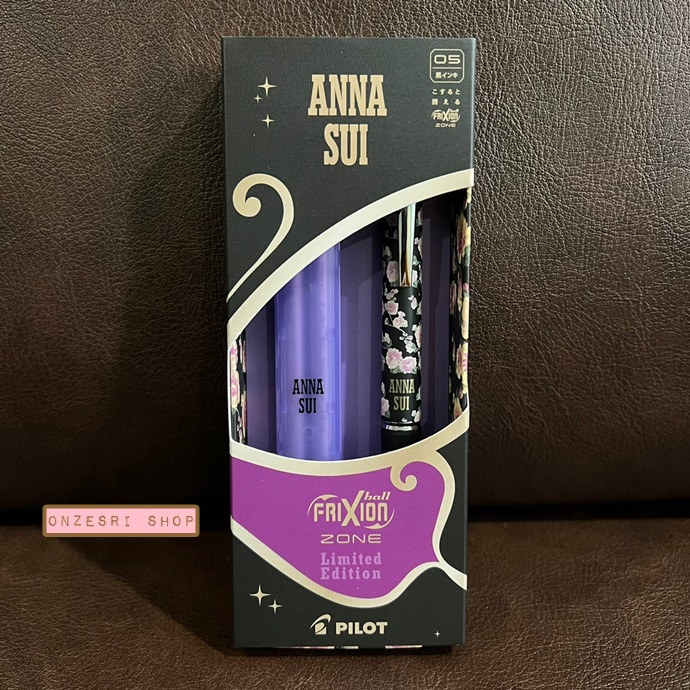 ANNA
SUI
05
黒インキ
こすると
消える
FRIXION ball
ZONE
ANNA
SUI
ANNA
SUI
ONZESRI SHOP
ball
FRIXION
ZONE
Limited
Edition
PILOT